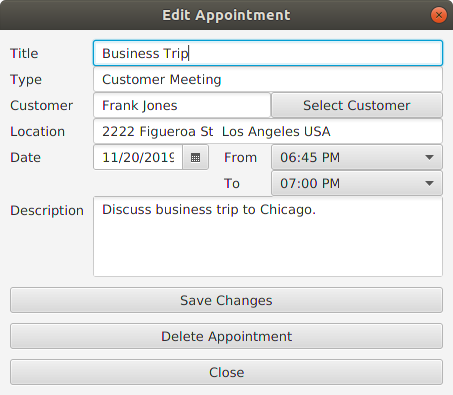 Edit Appointment
Title Business Trip
Type Customer Meeting
Customer Frank Jones Select Customer
Location 2222 Figueroa St  Los Angeles USA
Date 11/20/2019 From 06:45 PM
To 07:00 PM
Description Discuss business trip to Chicago.
Save Changes
Delete Appointment
Close